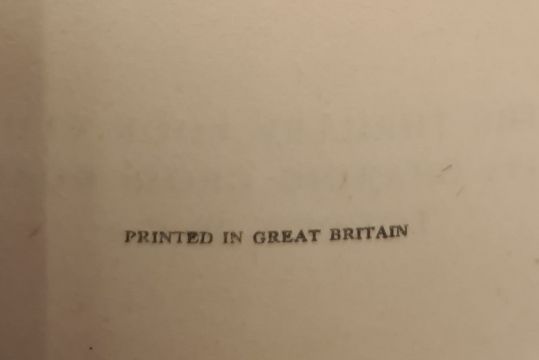 PRINTED IN GREAT BRITAIN